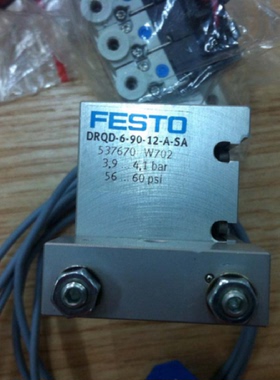 FESTO
DRQD-6-90-12-A-SA
537670 W702
3,9 ... 4,1 bar
56 ... 60 psi